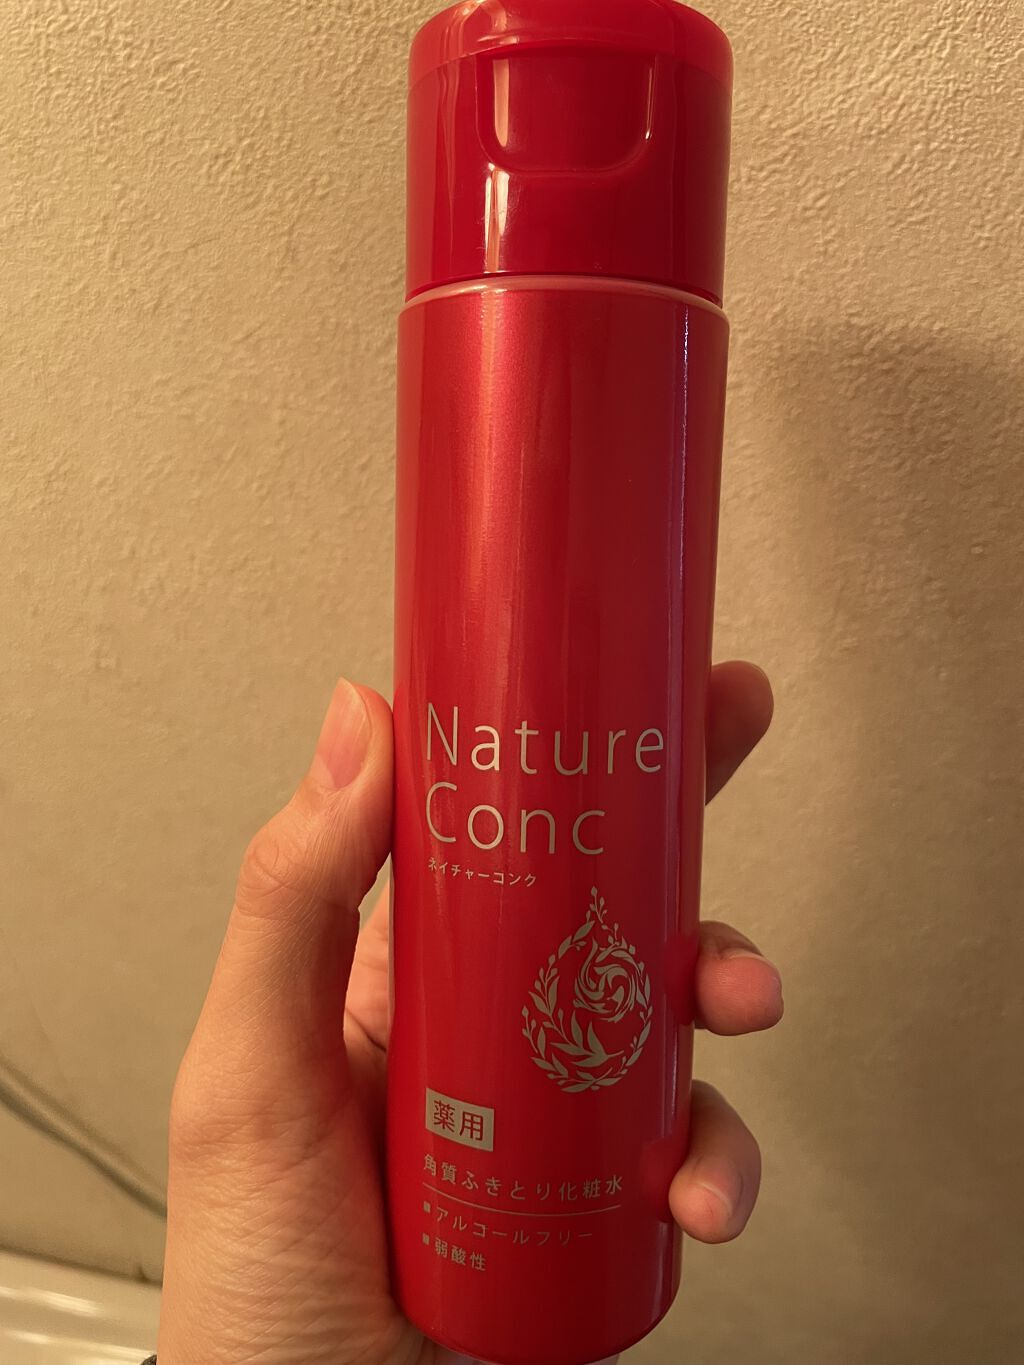 Nature
Conc
ネイチャーコンク
薬用
角質ふきとり化粧水
■アルコールフリー
■弱酸性